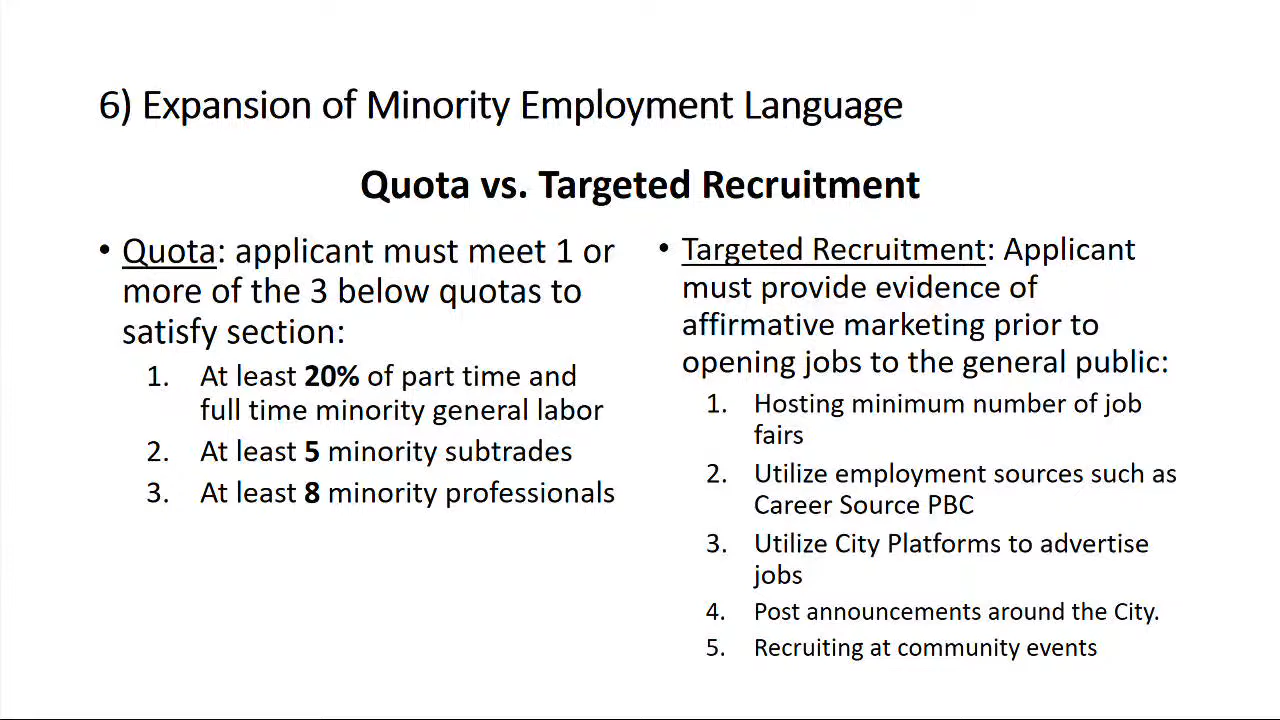 6) Expansion of Minority Employment Language
Quota vs. Targeted Recruitment
• Quota: applicant must meet 1 or
more of the 3 below quotas to
satisfy section:
1. At least 20% of part time and
full time minority general labor
2. At least 5 minority subtrades
3. At least 8 minority professionals
• Targeted Recruitment: Applicant
must provide evidence of
affirmative marketing prior to
opening jobs to the general public:
1. Hosting minimum number of job
fairs
2. Utilize employment sources such as
Career Source PBC
3. Utilize City Platforms to advertise
jobs
4. Post announcements around the City.
5. Recruiting at community events